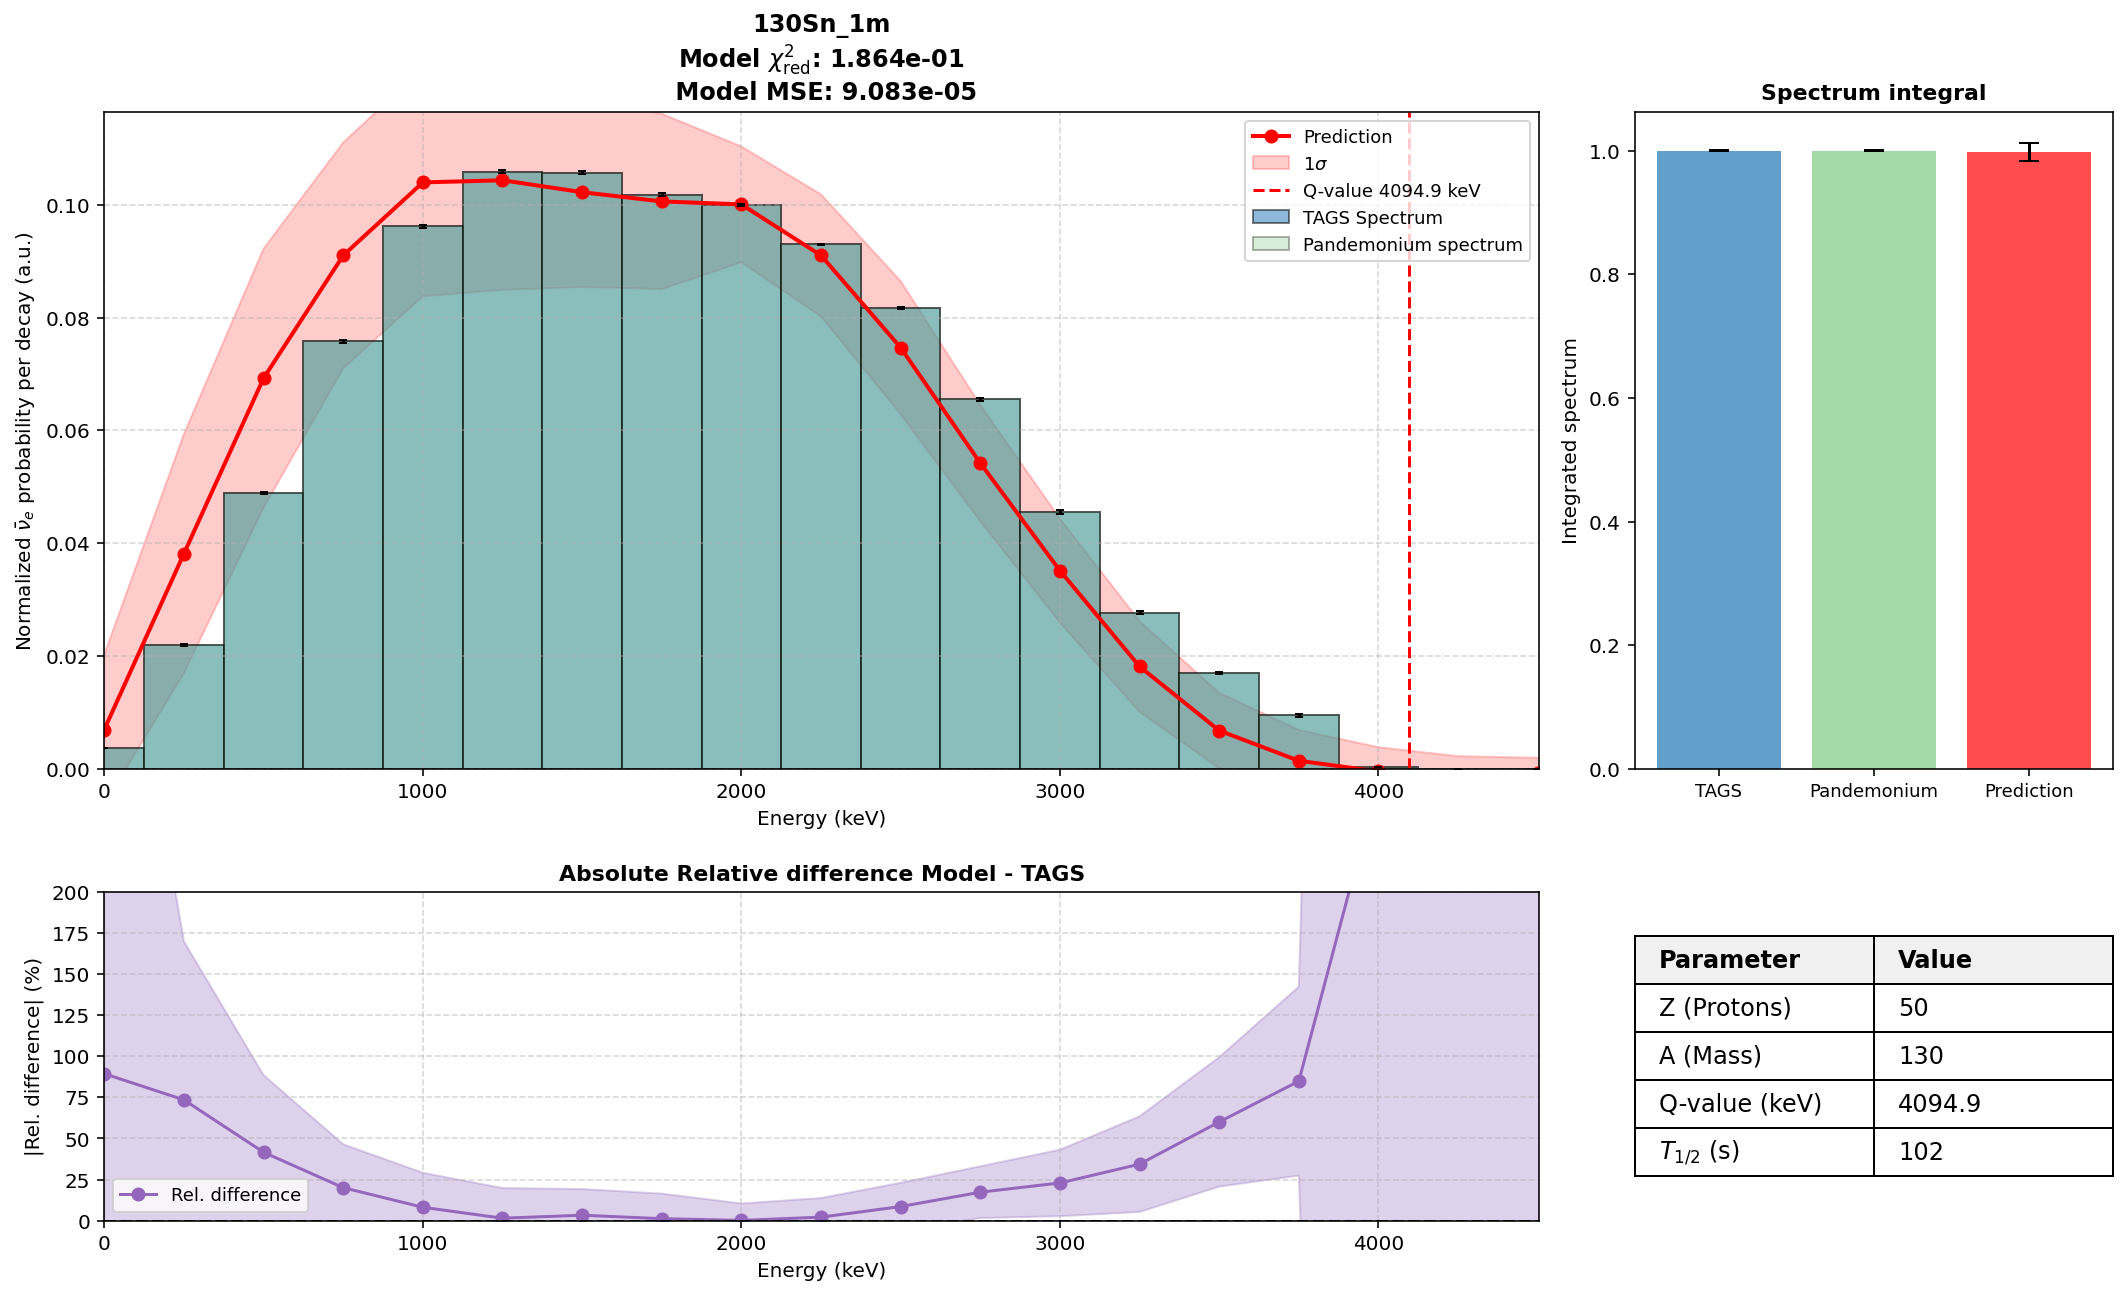 130Sn_1m
Model χ²red: 1.864e-01
Model MSE: 9.083e-05
Normalized ν̄e probability per decay (a.u.)
0.10
0.08
0.06
0.04
0.02
0.00
0 1000 2000 3000 4000
Energy (keV)
Prediction
1σ
Q-value 4094.9 keV
TAGS Spectrum
Pandemonium spectrum
Spectrum integral
Integrated spectrum
1.0
0.8
0.6
0.4
0.2
0.0
TAGS Pandemonium Prediction
Absolute Relative difference Model - TAGS
|Rel. difference| (%)
200
175
150
125
100
75
50
25
0
0 1000 2000 3000 4000
Energy (keV)
Rel. difference
Parameter Value
Z (Protons) 50
A (Mass) 130
Q-value (keV) 4094.9
T1/2 (s) 102